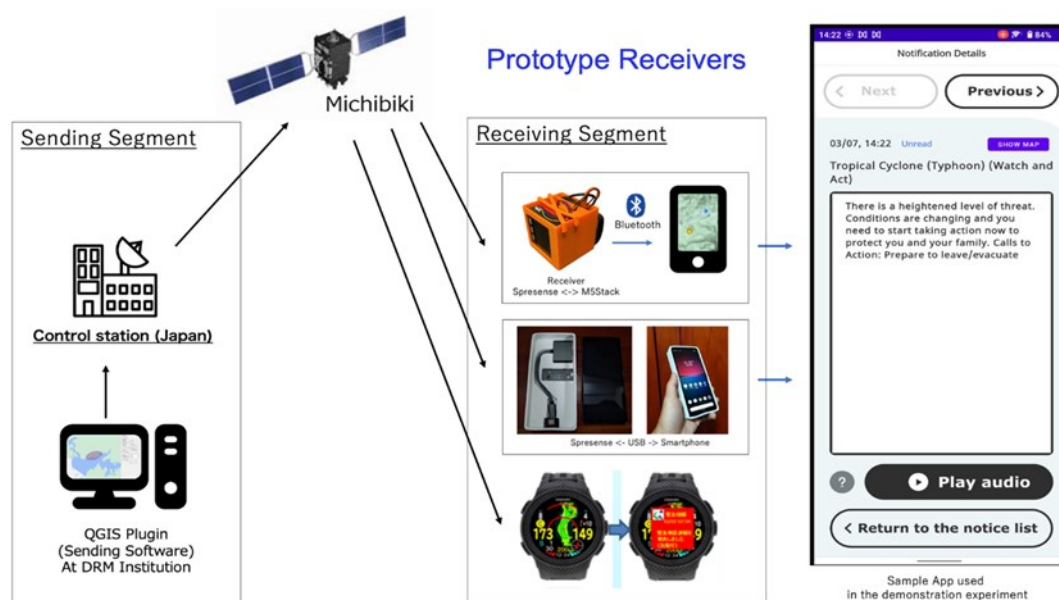 Prototype Receivers
Michibiki
Sending Segment
Control station (Japan)
QGIS Plugin
(Sending Software)
At DRM Institution
Receiving Segment
Bluetooth
Receiver
Spresense <-> M5Stack
Spresense <- USB -> Smartphone
173
149
173
149
14:22
84%
Notification Details
< Next
Previous >
03/07, 14:22 Unread
SHOW MAP
Tropical Cyclone (Typhoon) (Watch and
Act)
There is a heightened level of threat.
Conditions are changing and you
need to start taking action now to
protect you and your family. Calls to
Action: Prepare to leave/evacuate
?
Play audio
< Return to the notice list
Sample App used
in the demonstration experiment